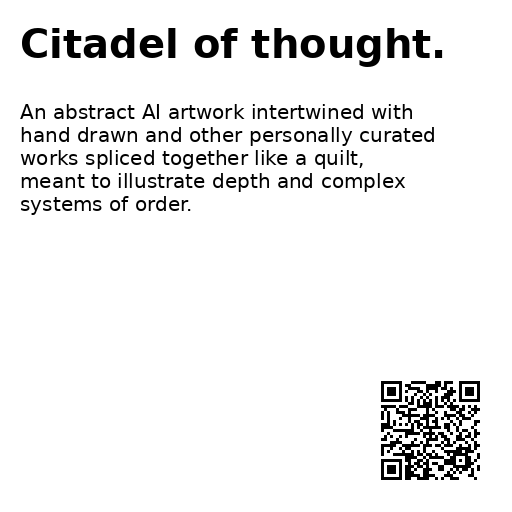 Citadel of thought.
An abstract AI artwork intertwined with
hand drawn and other personally curated
works spliced together like a quilt,
meant to illustrate depth and complex
systems of order.